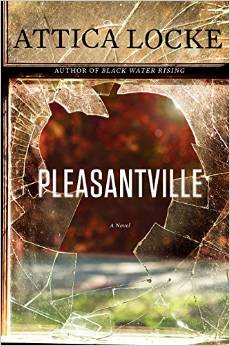 ATTICA LOCKE
AUTHOR OF BLACK WATER RISING
PLEASANTVILLE
A Novel